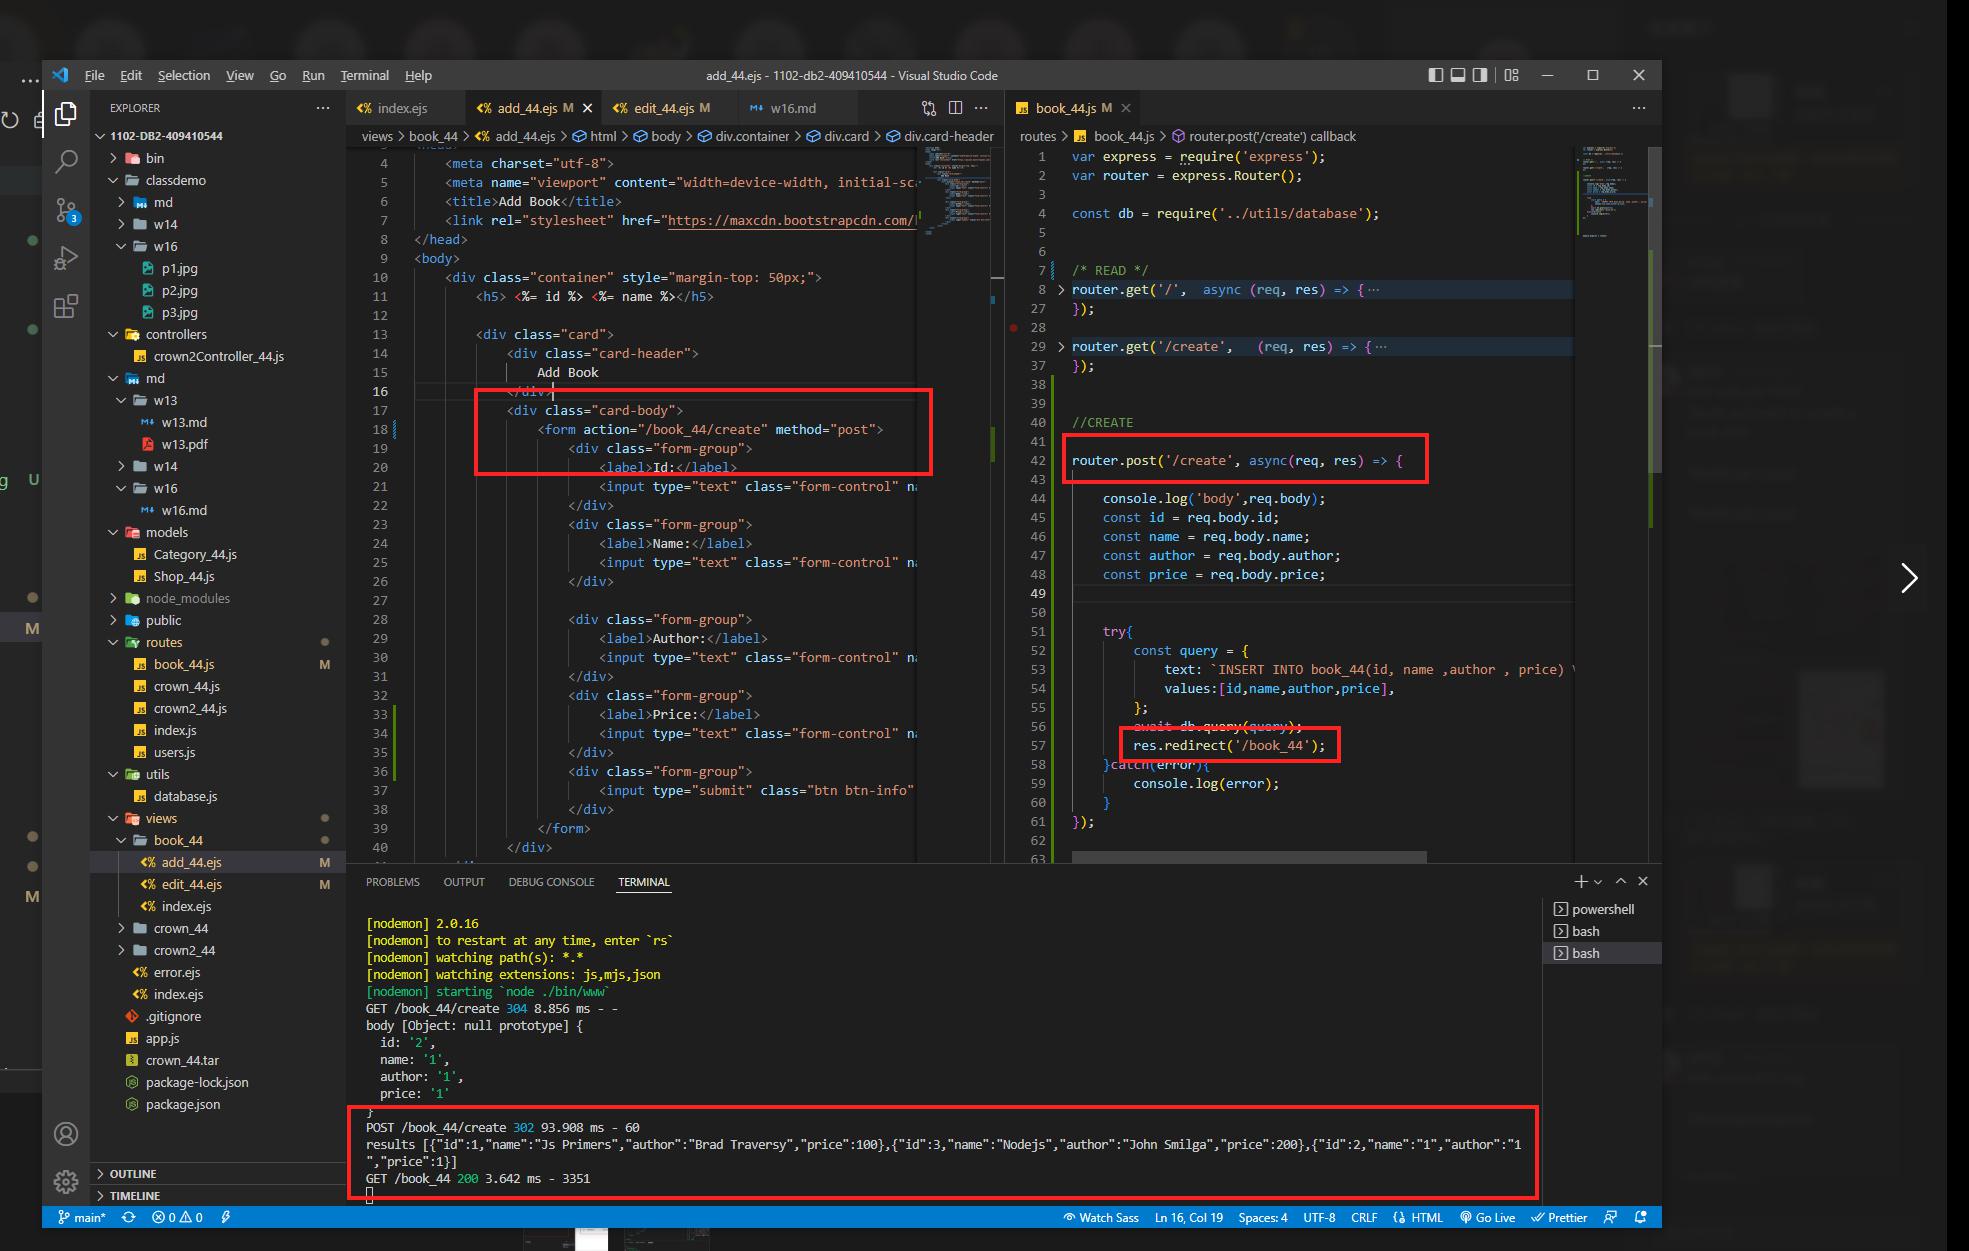 File Edit Selection View Go Run Terminal Help
add_44.ejs - 1102-db2-409410544 - Visual Studio Code
EXPLORER
1102-DB2-409410544
bin
classdemo
md
w14
w16
p1.jpg
p2.jpg
p3.jpg
controllers
crown2Controller_44.js
md
w13
w13.md
w13.pdf
w14
w16
w16.md
models
Category_44.js
Shop_44.js
node_modules
public
routes
book_44.js M
crown_44.js
crown2_44.js
index.js
users.js
utils
database.js
views
book_44
add_44.ejs M
edit_44.ejs M
index.ejs
crown_44
crown2_44
error.ejs
index.ejs
.gitignore
app.js
crown_44.tar
package-lock.json
package.json
OUTLINE
TIMELINE
3
g U
M
M
index.ejs add_44.ejs M edit_44.ejs M w16.md
views > book_44 > add_44.ejs > html > body > div.container > div.card > div.card-header
4 <meta charset="utf-8">
5 <meta name="viewport" content="width=device-width, initial-sc
6 <title>Add Book</title>
7 <link rel="stylesheet" href="https://maxcdn.bootstrapcdn.com/
8 </head>
9 <body>
10 <div class="container" style="margin-top: 50px;">
11 <h5> <%= id %> <%= name %></h5>
12
13 <div class="card">
14 <div class="card-header">
15 Add Book
16 </div>
17 <div class="card-body">
18 <form action="/book_44/create" method="post">
19 <div class="form-group">
20 <label>Id:</label>
21 <input type="text" class="form-control" na
22 </div>
23 <div class="form-group">
24 <label>Name:</label>
25 <input type="text" class="form-control" na
26 </div>
27
28 <div class="form-group">
29 <label>Author:</label>
30 <input type="text" class="form-control" na
31 </div>
32 <div class="form-group">
33 <label>Price:</label>
34 <input type="text" class="form-control" na
35 </div>
36 <div class="form-group">
37 <input type="submit" class="btn btn-info"
38 </div>
39 </form>
40 </div>
book_44.js M
routes > book_44.js > router.post('/create') callback
1 var express = require('express');
2 var router = express.Router();
3
4 const db = require('../utils/database');
5
6
7 /* READ */
8 router.get('/', async (req, res) => {…
27 });
28
29 router.get('/create', (req, res) => {…
37 });
38
39
40 //CREATE
41
42 router.post('/create', async(req, res) => {
43
44 console.log('body',req.body);
45 const id = req.body.id;
46 const name = req.body.name;
47 const author = req.body.author;
48 const price = req.body.price;
49
50
51 try{
52 const query = {
53 text: `INSERT INTO book_44(id, name ,author , price)
54 values:[id,name,author,price],
55 };
56 await db.query(query);
57 res.redirect('/book_44');
58 }catch(error){
59 console.log(error);
60 }
61 });
62
63
PROBLEMS OUTPUT DEBUG CONSOLE TERMINAL
[nodemon] 2.0.16
[nodemon] to restart at any time, enter `rs`
[nodemon] watching path(s): *.*
[nodemon] watching extensions: js,mjs,json
[nodemon] starting `node ./bin/www`
GET /book_44/create 304 8.856 ms - -
body [Object: null prototype] {
id: '2',
name: '1',
author: '1',
price: '1'
}
POST /book_44/create 302 93.908 ms - 60
results [{"id":1,"name":"Js Primers","author":"Brad Traversy","price":100},{"id":3,"name":"Nodejs","author":"John Smilga","price":200},{"id":2,"name":"1","author":"1
","price":1}]
GET /book_44 200 3.642 ms - 3351
powershell
bash
bash
main* 0 0 Watch Sass Ln 16, Col 19 Spaces: 4 UTF-8 CRLF HTML Go Live Prettier